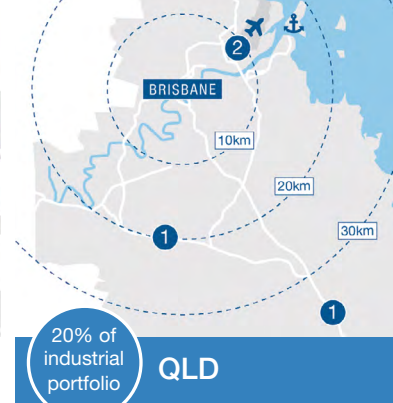 2
BRISBANE
10km
20km
30km
1
1
20% of
industrial
portfolio
QLD